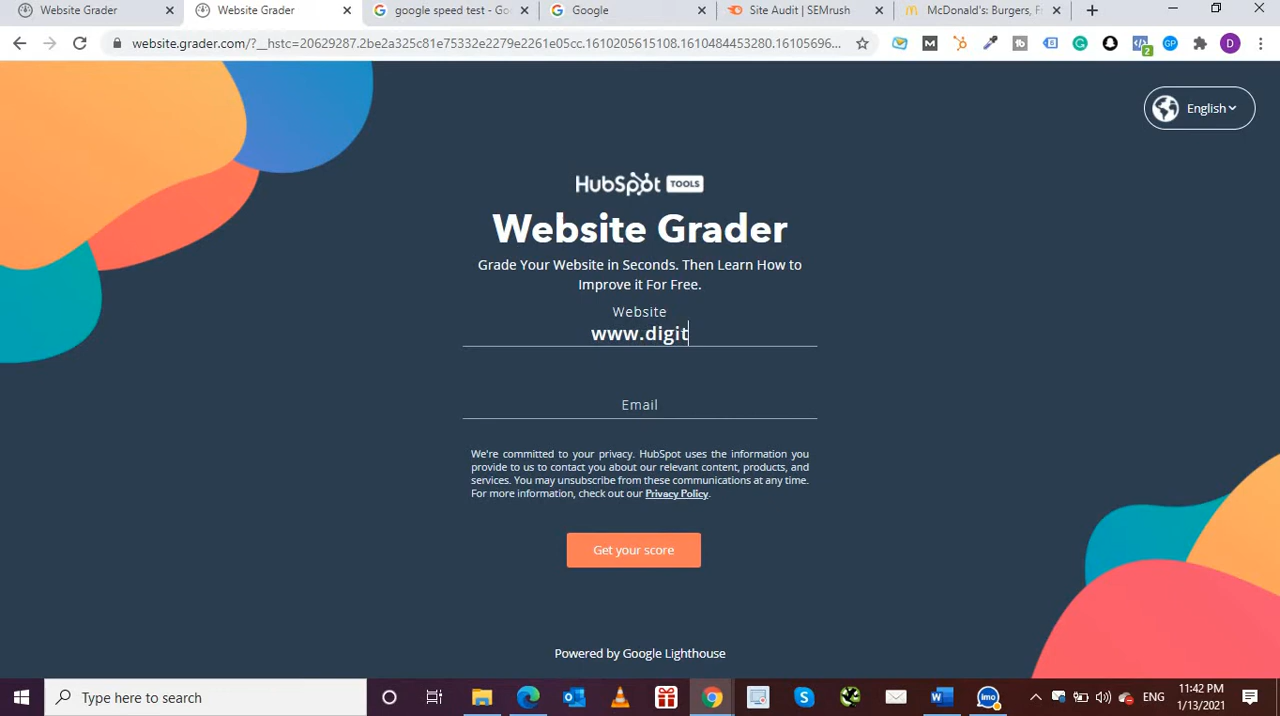 Website Grader
Website Grader
google speed test - Go
Google
Site Audit | SEMrush
McDonald's: Burgers, F
website.grader.com/?__hstc=20629287.2be2a325c81e75332e2279e2261e05cc.1610205615108.1610484453280.16105696...
2
GP
D
English
HubSpot TOOLS
Website Grader
Grade Your Website in Seconds. Then Learn How to
Improve it For Free.
Website
www.digit
Email
We're committed to your privacy. HubSpot uses the information you
provide to us to contact you about our relevant content, products, and
services. You may unsubscribe from these communications at any time.
For more information, check out our Privacy Policy.
Get your score
Powered by Google Lighthouse
Type here to search
imo
ENG
11:42 PM
1/13/2021